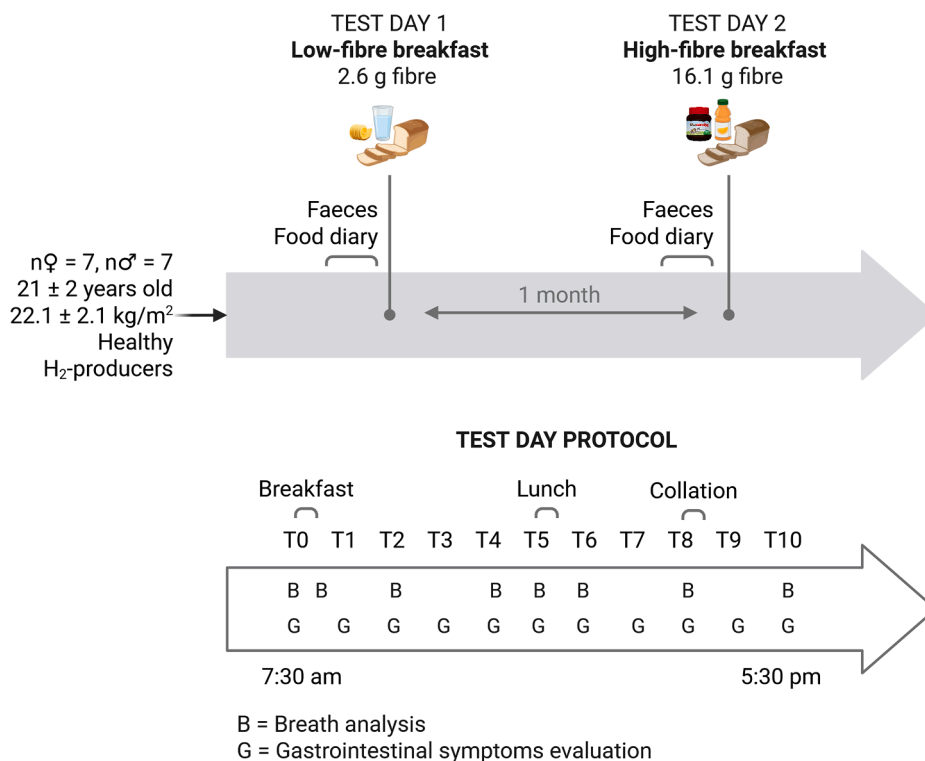 TEST DAY 1
Low-fibre breakfast
2.6 g fibre
TEST DAY 2
High-fibre breakfast
16.1 g fibre
Faeces
Food diary
Faeces
Food diary
n♀ = 7, n♂ = 7
21 ± 2 years old
22.1 ± 2.1 kg/m²
Healthy
H₂-producers
1 month
TEST DAY PROTOCOL
Breakfast Lunch Collation
T0 T1 T2 T3 T4 T5 T6 T7 T8 T9 T10
B B B B B B B B
G G G G G G G G G G G
7:30 am 5:30 pm
B = Breath analysis
G = Gastrointestinal symptoms evaluation